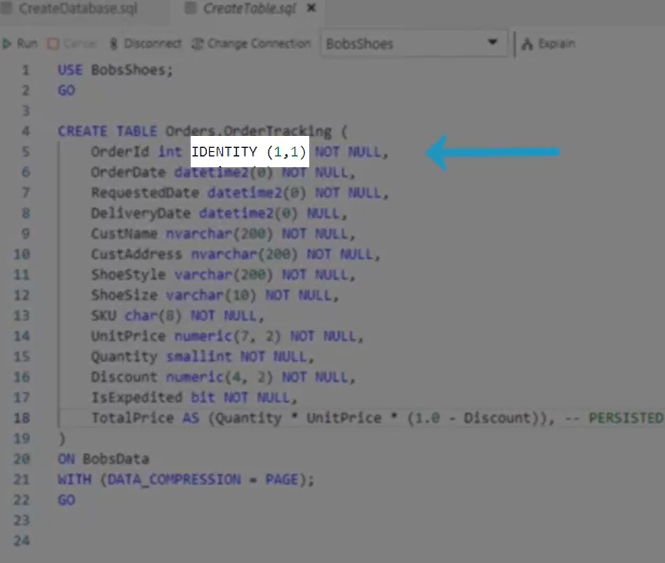 CreateDatabase.sql
CreateTable.sql
Run Cancel Disconnect Change Connection BobsShoes Explain
1 USE BobsShoes;
2 GO
3
4 CREATE TABLE Orders.OrderTracking (
5 OrderId int IDENTITY (1,1) NOT NULL,
6 OrderDate datetime2(0) NOT NULL,
7 RequestedDate datetime2(0) NOT NULL,
8 DeliveryDate datetime2(0) NULL,
9 CustName nvarchar(200) NOT NULL,
10 CustAddress nvarchar(200) NOT NULL,
11 ShoeStyle varchar(200) NOT NULL,
12 ShoeSize varchar(10) NOT NULL,
13 SKU char(8) NOT NULL,
14 UnitPrice numeric(7, 2) NOT NULL,
15 Quantity smallint NOT NULL,
16 Discount numeric(4, 2) NOT NULL,
17 IsExpedited bit NOT NULL,
18 TotalPrice AS (Quantity * UnitPrice * (1.0 - Discount)), -- PERSISTED
19 )
20 ON BobsData
21 WITH (DATA_COMPRESSION = PAGE);
22 GO
23
24